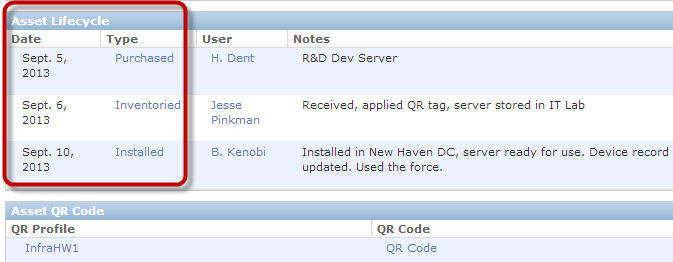 Asset Lifecycle
Date Type User Notes
Sept. 5, 2013 Purchased H. Dent R&D Dev Server
Sept. 6, 2013 Inventoried Jesse Pinkman Received, applied QR tag, server stored in IT Lab
Sept. 10, 2013 Installed B. Kenobi Installed in New Haven DC, server ready for use. Device record updated. Used the force.
Asset QR Code
QR Profile QR Code
InfraHW1 QR Code